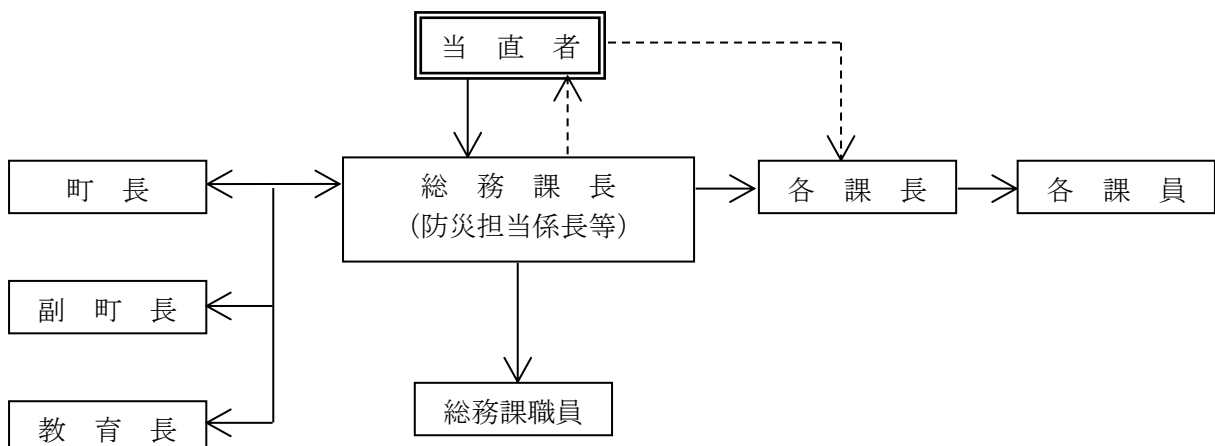 当　直　者
町　長
総　務　課　長
(防災担当係長等)
各　課　長
各　課　員
副　町　長
総務課職員
教　育　長